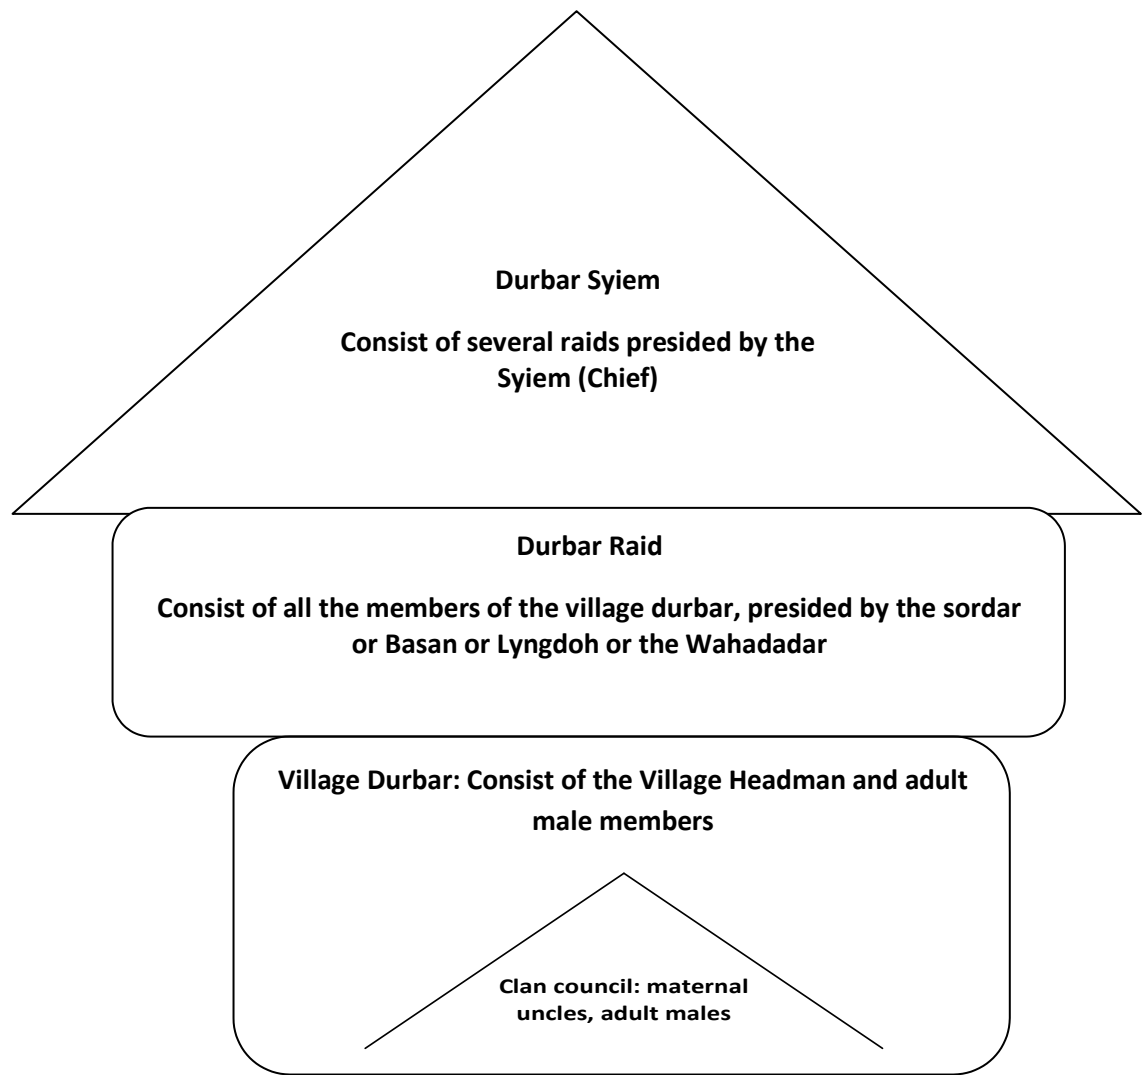 Durbar Syiem
Consist of several raids presided by the
Syiem (Chief)
Durbar Raid
Consist of all the members of the village durbar, presided by the sordar
or Basan or Lyngdoh or the Wahadadar
Village Durbar: Consist of the Village Headman and adult
male members
Clan council: maternal
uncles, adult males